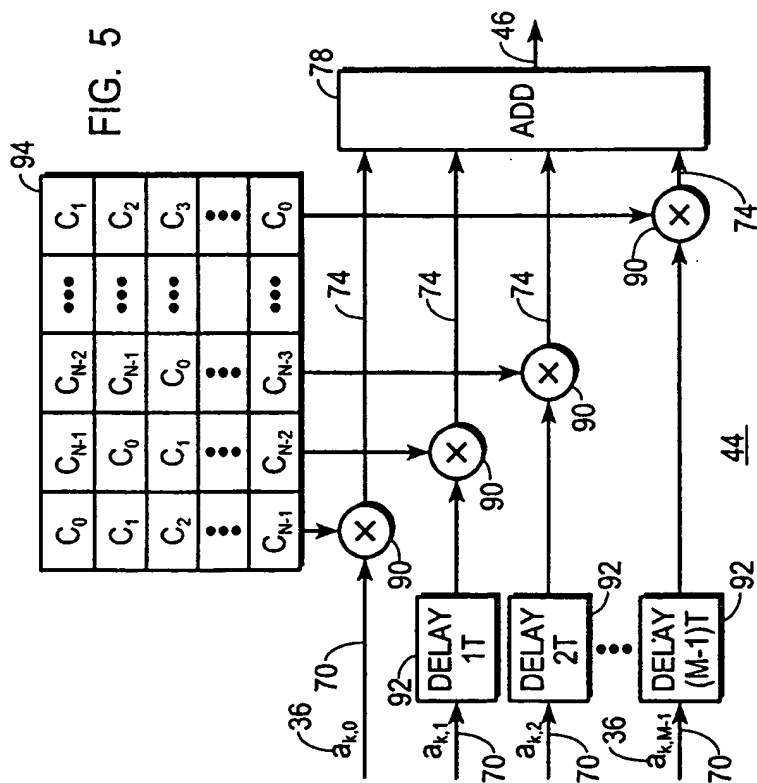 FIG. 5
94
C0 CN-1 CN-2 ••• C1
C1 C0 CN-1 ••• C2
C2 C1 C0 ••• C3
••• ••• ••• •••
CN-1 CN-2 CN-3 ••• C0
78
ADD
46
36
ak,0
70
90
74
ak,1
70
92
DELAY
1T
90
74
ak,2
70
DELAY
2T
92
90
74
•••
36
ak,M-1
70
DELAY
(M-1)T
92
90
74
44